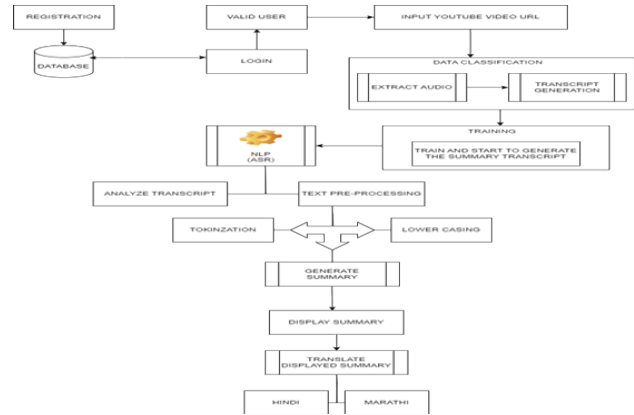 REGISTRATION
VALID USER
INPUT YOUTUBE VIDEO URL
DATABASE
LOGIN
DATA CLASSIFICATION
EXTRACT AUDIO
TRANSCRIPT
GENERATION
TRAINING
TRAIN AND START TO GENERATE
THE SUMMARY TRANSCRIPT
NLP
(ASR)
ANALYZE TRANSCRIPT
TEXT PRE-PROCESSING
TOKINZATION
LOWER CASING
GENERATE
SUMMARY
DISPLAY SUMMARY
TRANSLATE
DISPLAYED SUMMARY
HINDI
MARATHI